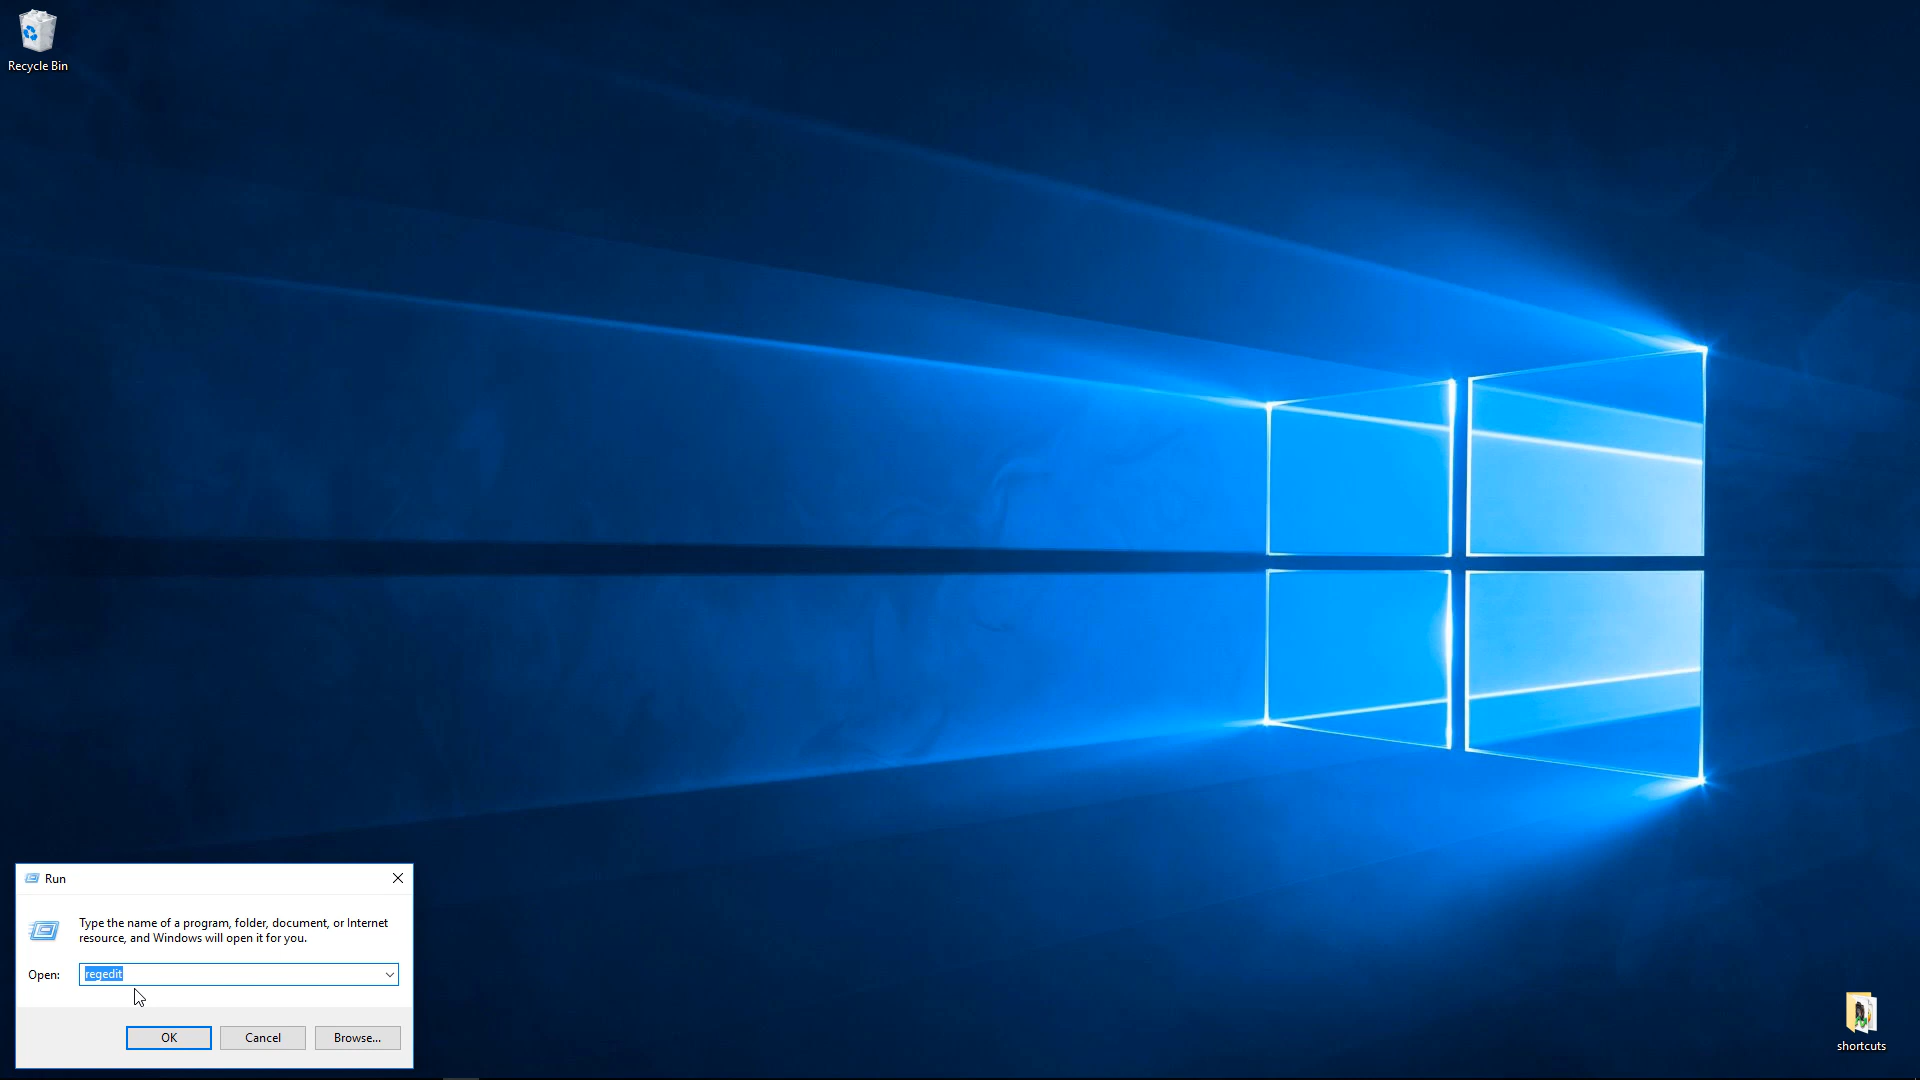 Recycle Bin
Run
Type the name of a program, folder, document, or Internet
resource, and Windows will open it for you.
Open:
regedit
OK
Cancel
Browse...
shortcuts